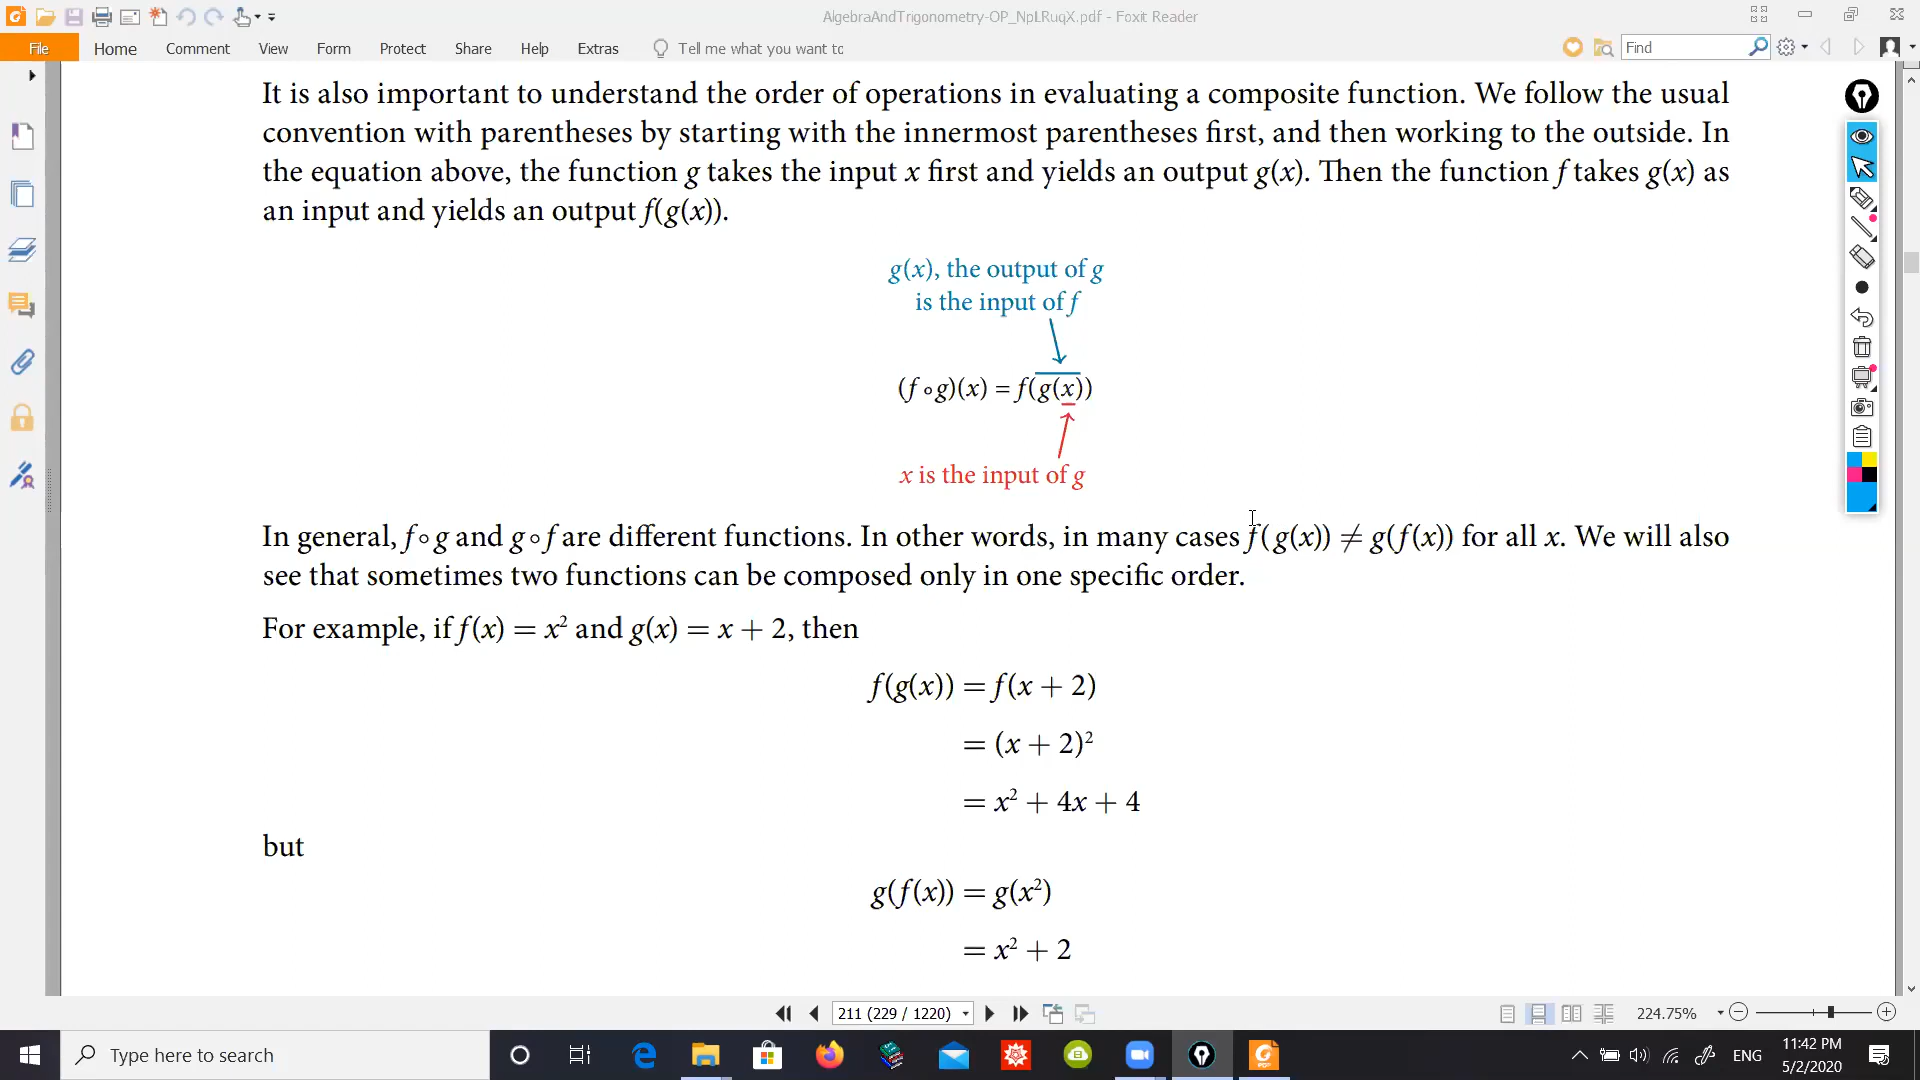 AlgebraAndTrigonometry-OP_NpLRuqX.pdf - Foxit Reader
File Home Comment View Form Protect Share Help Extras Tell me what you want to Find
It is also important to understand the order of operations in evaluating a composite function. We follow the usual
convention with parentheses by starting with the innermost parentheses first, and then working to the outside. In
the equation above, the function g takes the input x first and yields an output g(x). Then the function f takes g(x) as
an input and yields an output f(g(x)).
g(x), the output of g
is the input of f
(f∘g)(x) = f(g(x))
x is the input of g
In general, f∘g and g∘f are different functions. In other words, in many cases f(g(x)) ≠ g(f(x)) for all x. We will also
see that sometimes two functions can be composed only in one specific order.
For example, if f(x) = x² and g(x) = x + 2, then
f(g(x)) = f(x + 2)
= (x + 2)²
= x² + 4x + 4
but
g(f(x)) = g(x²)
= x² + 2
211 (229 / 1220) 224.75%
Type here to search ENG 11:42 PM
5/2/2020